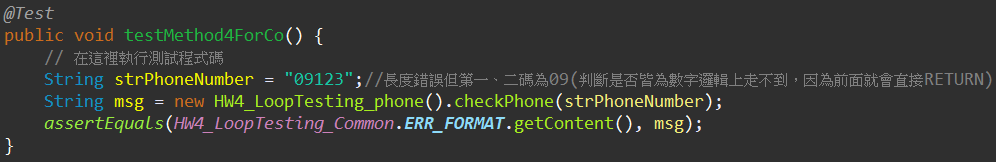 @Test
public void testMethod4ForCo() {
// 在這裡執行測試程式碼
String strPhoneNumber = "09123";//長度錯誤但第一、二碼為09(判斷是否皆為數字邏輯上走不到，因為前面就會直接RETURN)
String msg = new HW4_LoopTesting_phone().checkPhone(strPhoneNumber);
assertEquals(HW4_LoopTesting_Common.ERR_FORMAT.getContent(), msg);
}